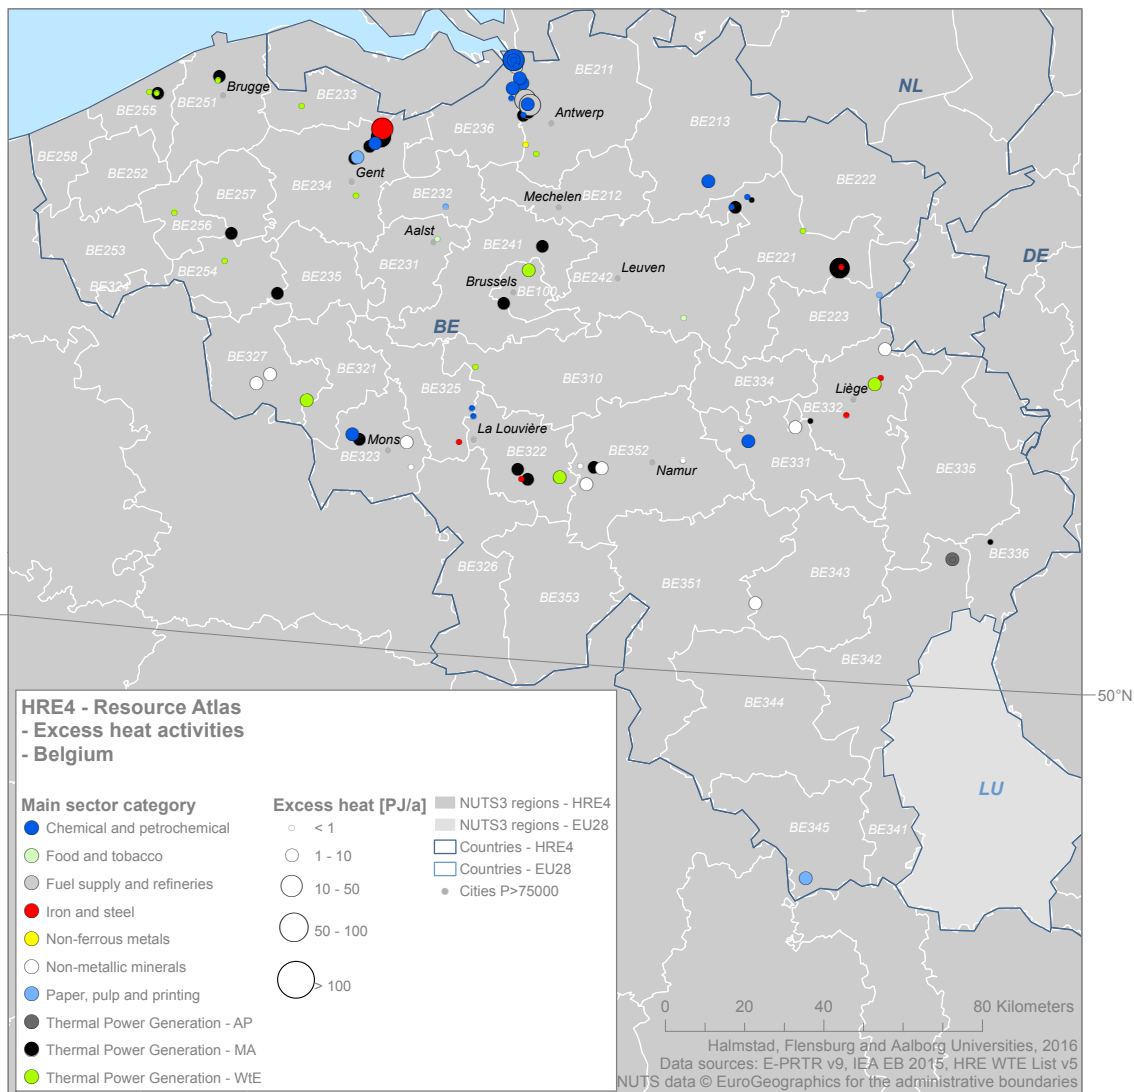 NL
BE211
Brugge
BE233
BE251
BE255
Antwerp
BE213
BE236
BE258
BE252
BE257
BE234
Gent
BE232
Mechelen
BE212
BE222
BE256
Aalst
BE241
BE253
BE254
BE235
BE231
Leuven
BE221
DE
BE242
Brussels
BE100
BE324
BE
BE223
BE327
BE321
BE325
BE310
BE334
Liège
BE332
La Louvière
Mons
BE323
BE322
BE352
Namur
BE331
BE335
BE336
BE326
BE351
BE343
BE353
BE342
50°N
BE344
LU
BE345
BE341
HRE4 - Resource Atlas
- Excess heat activities
- Belgium
Main sector category
Chemical and petrochemical
Food and tobacco
Fuel supply and refineries
Iron and steel
Non-ferrous metals
Non-metallic minerals
Paper, pulp and printing
Thermal Power Generation - AP
Thermal Power Generation - MA
Thermal Power Generation - WtE
Excess heat [PJ/a]
< 1
1 - 10
10 - 50
50 - 100
> 100
NUTS3 regions - HRE4
NUTS3 regions - EU28
Countries - HRE4
Countries - EU28
Cities P>75000
0 20 40 80 Kilometers
Halmstad, Flensburg and Aalborg Universities, 2016
Data sources: E-PRTR v9, IEA EB 2015, HRE WTE List v5
NUTS data © EuroGeographics for the administrative boundaries